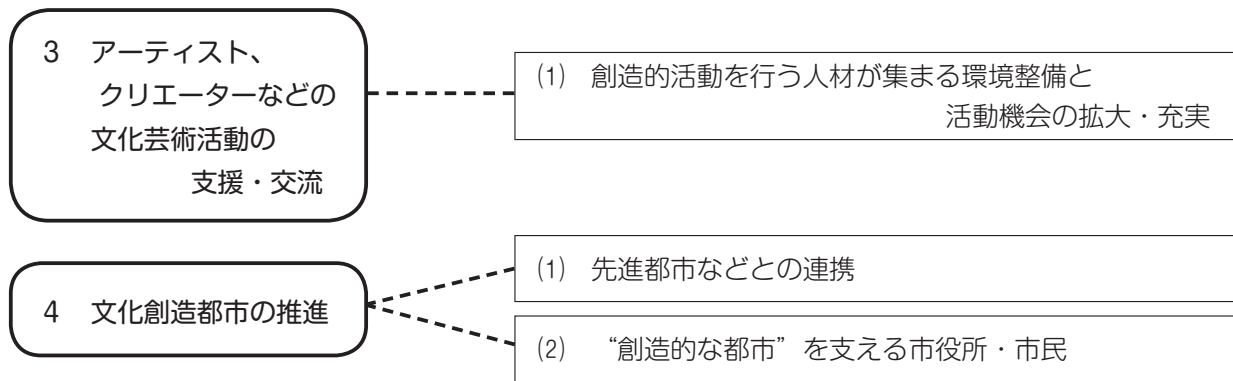 3 アーティスト、
クリエーターなどの
文化芸術活動の
支援・交流
(1) 創造的活動を行う人材が集まる環境整備と
活動機会の拡大・充実
4 文化創造都市の推進
(1) 先進都市などとの連携
(2) “創造的な都市”を支える市役所・市民